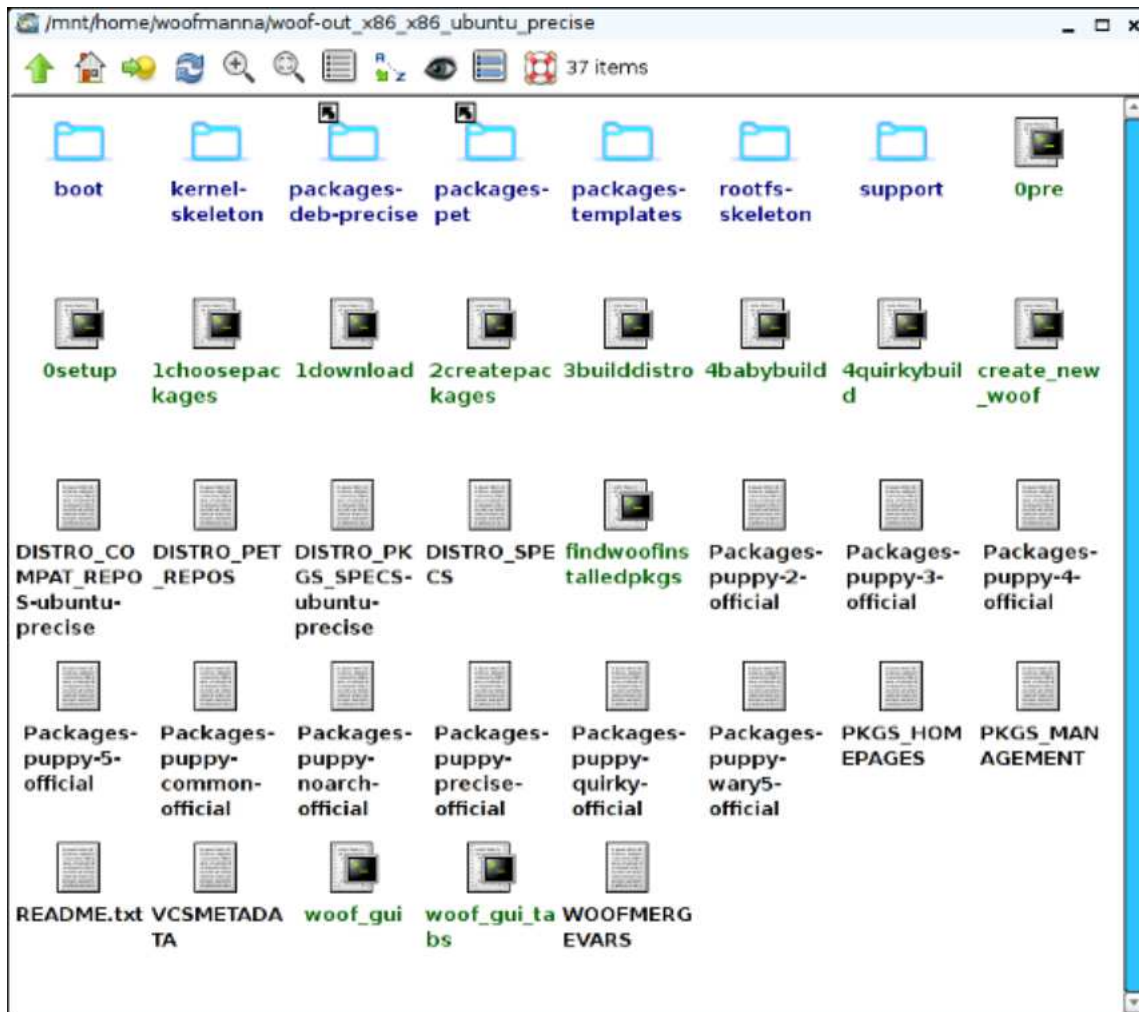 /mnt/home/woofmanna/woof-out_x86_x86_ubuntu_precise
37 items
boot
kernel-
skeleton
packages-
deb-precise
packages-
pet
packages-
templates
rootfs-
skeleton
support
0pre
0setup
1choosepac
kages
1download
2createpac
kages
3builddistro
4babybuild
4quirkybuil
d
create_new
_woof
DISTRO_CO
MPAT_REPO
S-ubuntu-
precise
DISTRO_PET
_REPOS
DISTRO_PK
GS_SPECS-
ubuntu-
precise
DISTRO_SPE
CS
findwoofins
talledpkgs
Packages-
puppy-2-
official
Packages-
puppy-3-
official
Packages-
puppy-4-
official
Packages-
puppy-5-
official
Packages-
puppy-
common-
official
Packages-
puppy-
noarch-
official
Packages-
puppy-
precise-
official
Packages-
puppy-
quirky-
official
Packages-
puppy-
wary5-
official
PKGS_HOM
EPAGES
PKGS_MAN
AGEMENT
README.txt
VCSMETADA
TA
woof_gui
woof_gui_ta
bs
WOOFMERG
EVARS